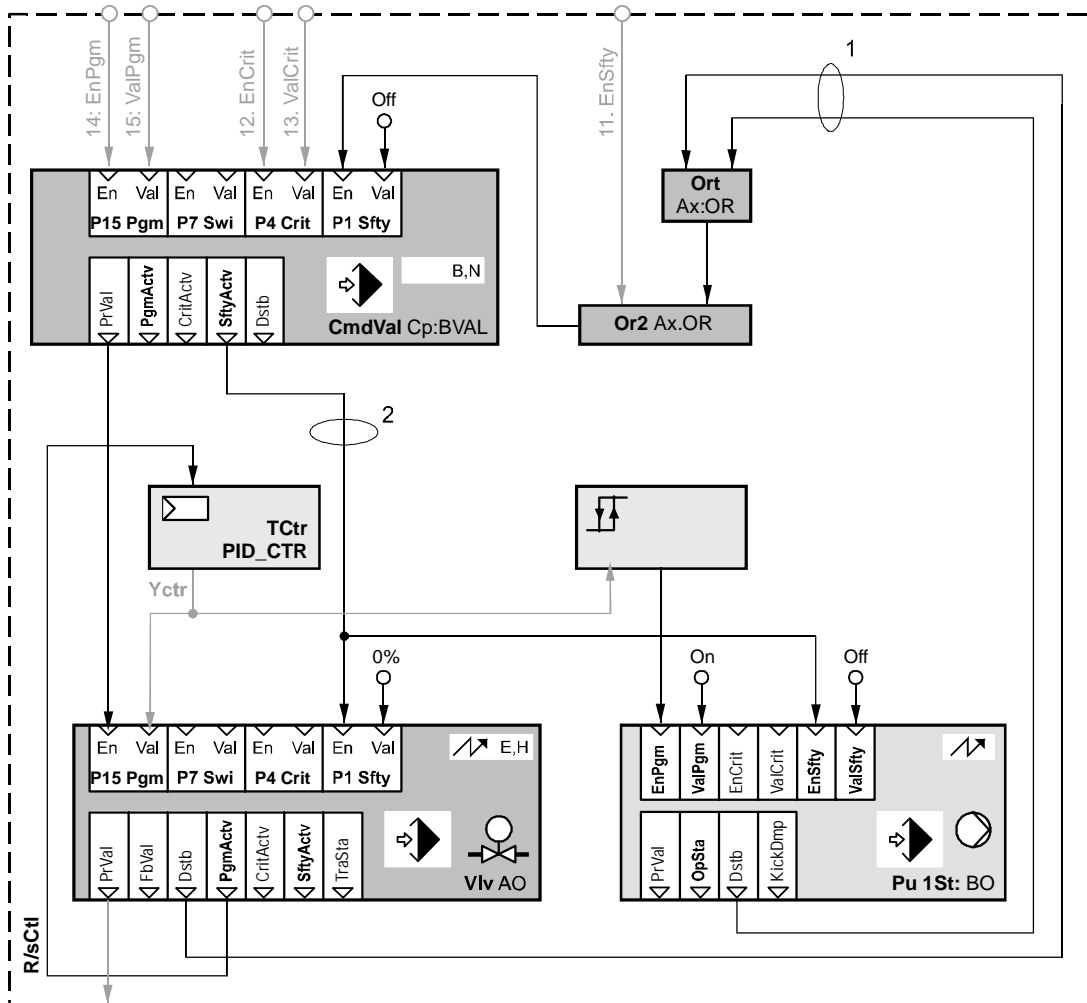 1
14: EnPgm
15: ValPgm
12. EnCrit
13. ValCrit
11. EnSfty
Off
En Val En Val En Val En Val
P15 Pgm P7 Swi P4 Crit P1 Sfty
Ort
Ax:OR
PrVal
PgmActv
CritActv
SftyActv
Dstb
B,N
CmdVal Cp:BVAL
Or2 Ax.OR
2
TCtr
PID_CTR
Yctr
0%
On
Off
En Val En Val En Val En Val
P15 Pgm P7 Swi P4 Crit P1 Sfty
E,H
EnPgm
ValPgm
EnCrit
ValCrit
EnSfty
ValSfty
PrVal
FbVal
Dstb
PgmActv
CritActv
SftyActv
TraSta
Vlv AO
PrVal
OpSta
Dstb
KickDmp
Pu 1St: BO
R/sCtl